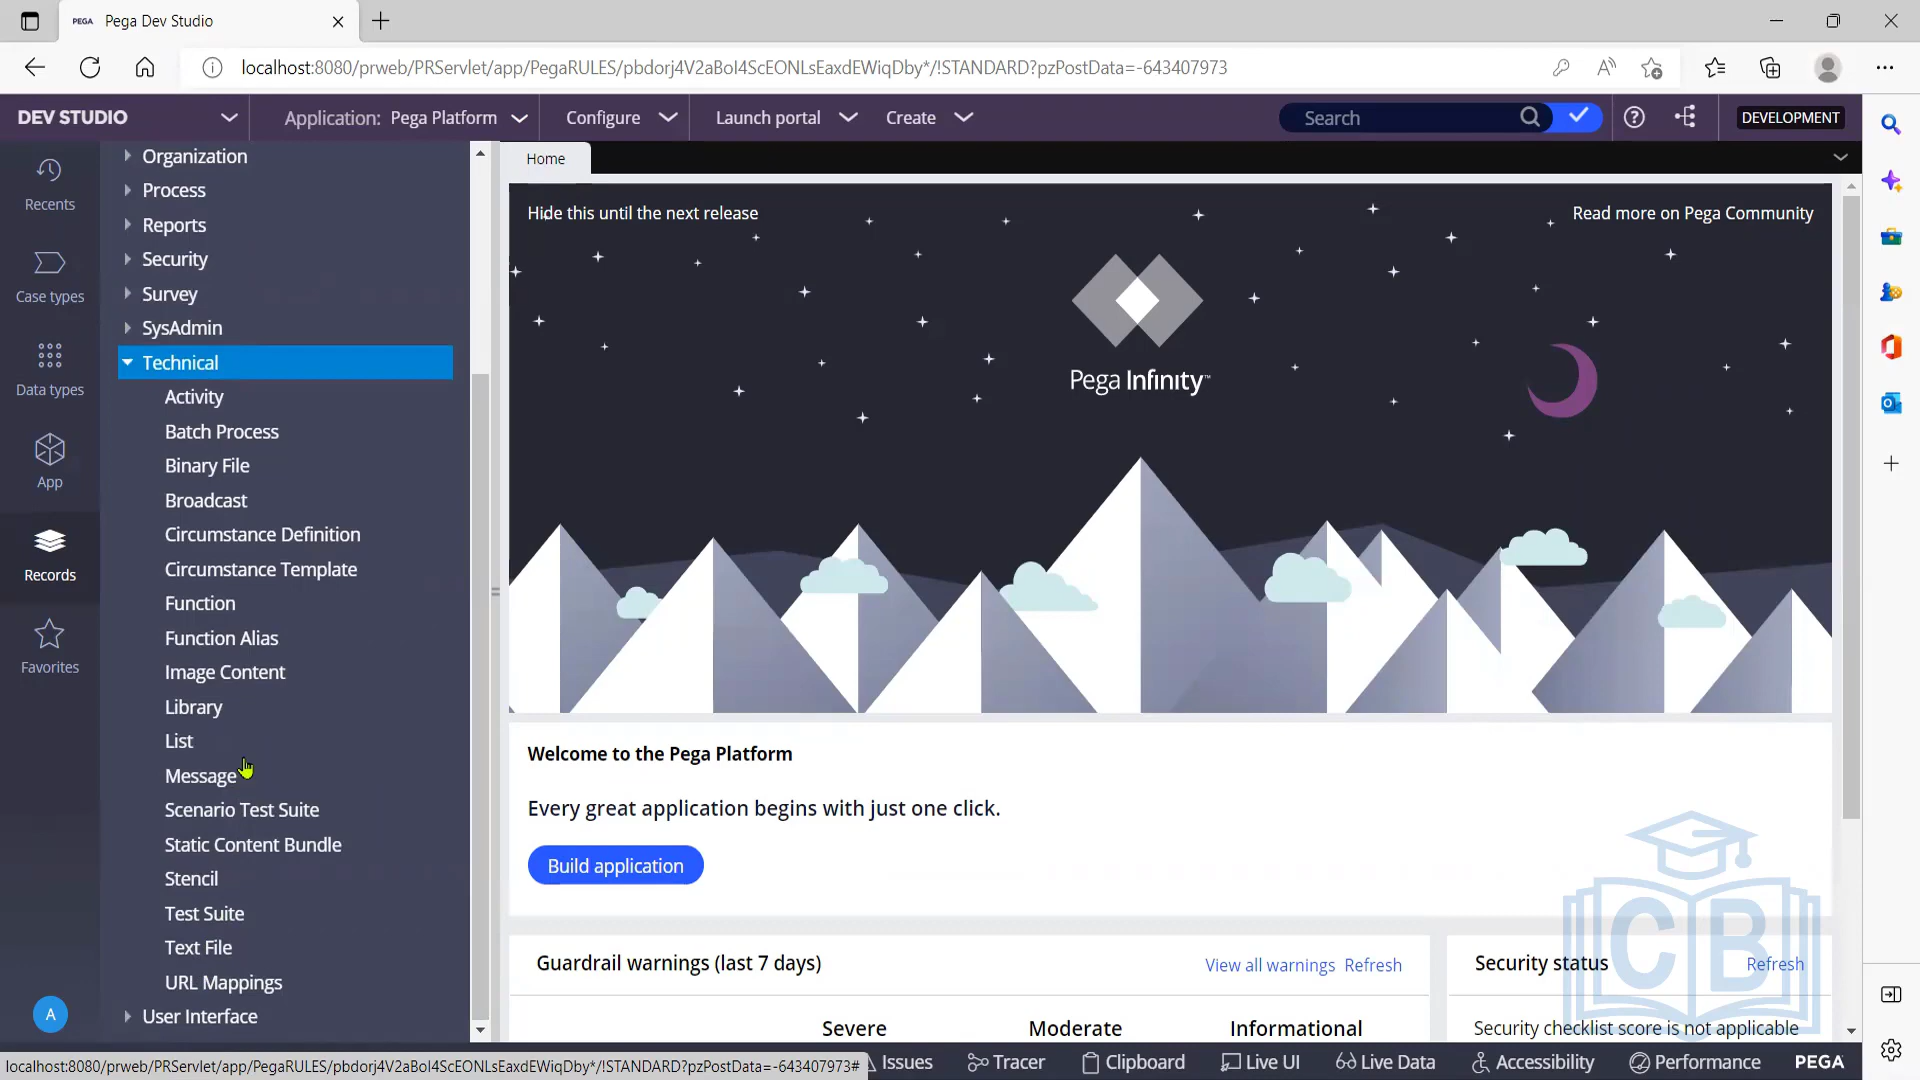 PEGA Pega Dev Studio
localhost:8080/prweb/PRServlet/app/PegaRULES/pbdorj4V2aBoI4ScEONLsEaxdEWiqDby*/!STANDARD?pzPostData=-643407973
DEV STUDIO
Application: Pega Platform
Configure
Launch portal
Create
Search
DEVELOPMENT
Recents
Case types
Data types
App
Records
Favorites
A
Organization
Process
Reports
Security
Survey
SysAdmin
Technical
Activity
Batch Process
Binary File
Broadcast
Circumstance Definition
Circumstance Template
Function
Function Alias
Image Content
Library
List
Message
Scenario Test Suite
Static Content Bundle
Stencil
Test Suite
Text File
URL Mappings
User Interface
Home
Hide this until the next release
Read more on Pega Community
Pega Infinity™
Welcome to the Pega Platform
Every great application begins with just one click.
Build application
Guardrail warnings (last 7 days)
View all warnings Refresh
Severe Moderate Informational
Security status
Refresh
Security checklist score is not applicable
CB
localhost:8080/prweb/PRServlet/app/PegaRULES/pbdorj4V2aBoI4ScEONLsEaxdEWiqDby*/!STANDARD?pzPostData=-643407973#
Issues Tracer Clipboard Live UI Live Data Accessibility Performance PEGA